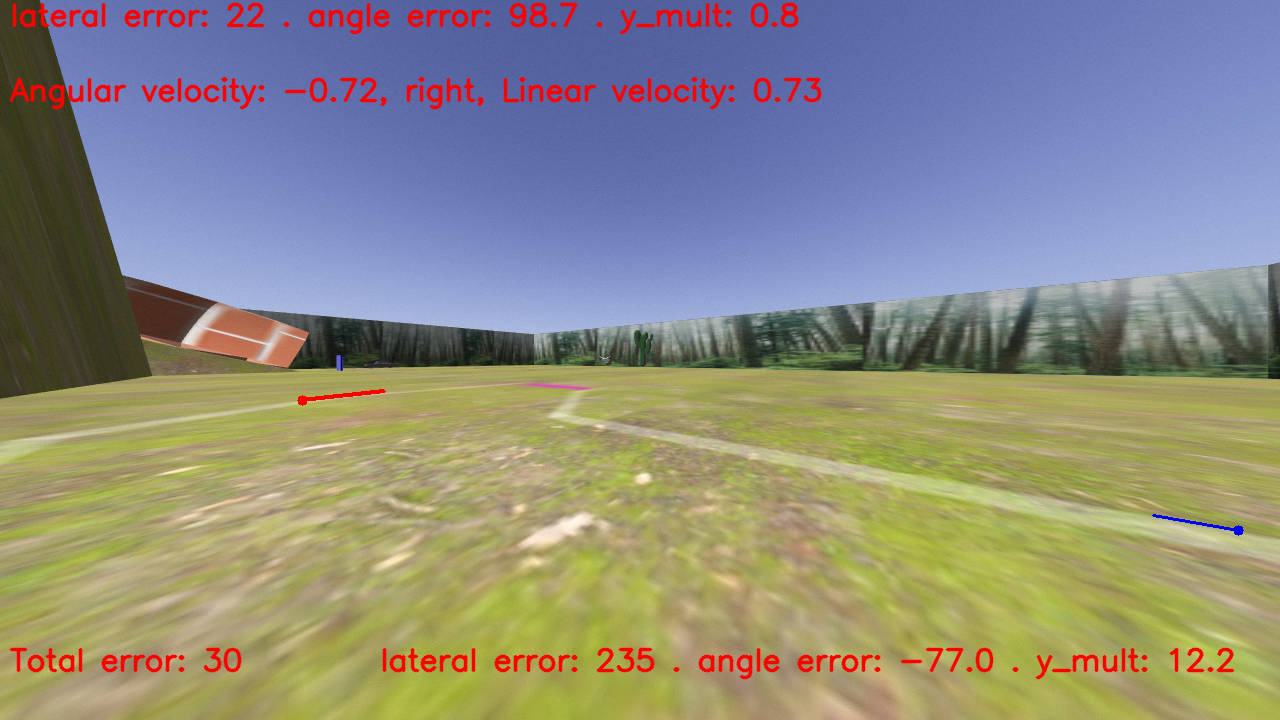 lateral error: 22 . angle error: 98.7 . y_mult: 0.8
Angular velocity: -0.72, right, Linear velocity: 0.73
Total error: 30
lateral error: 235 . angle error: -77.0 . y_mult: 12.2